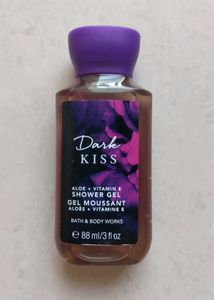 Dark
KISS
ALOE + VITAMIN E
SHOWER GEL
GEL MOUSSANT
ALOÈS + VITAMINE E
BATH & BODY WORKS
e 88 ml/3 fl oz